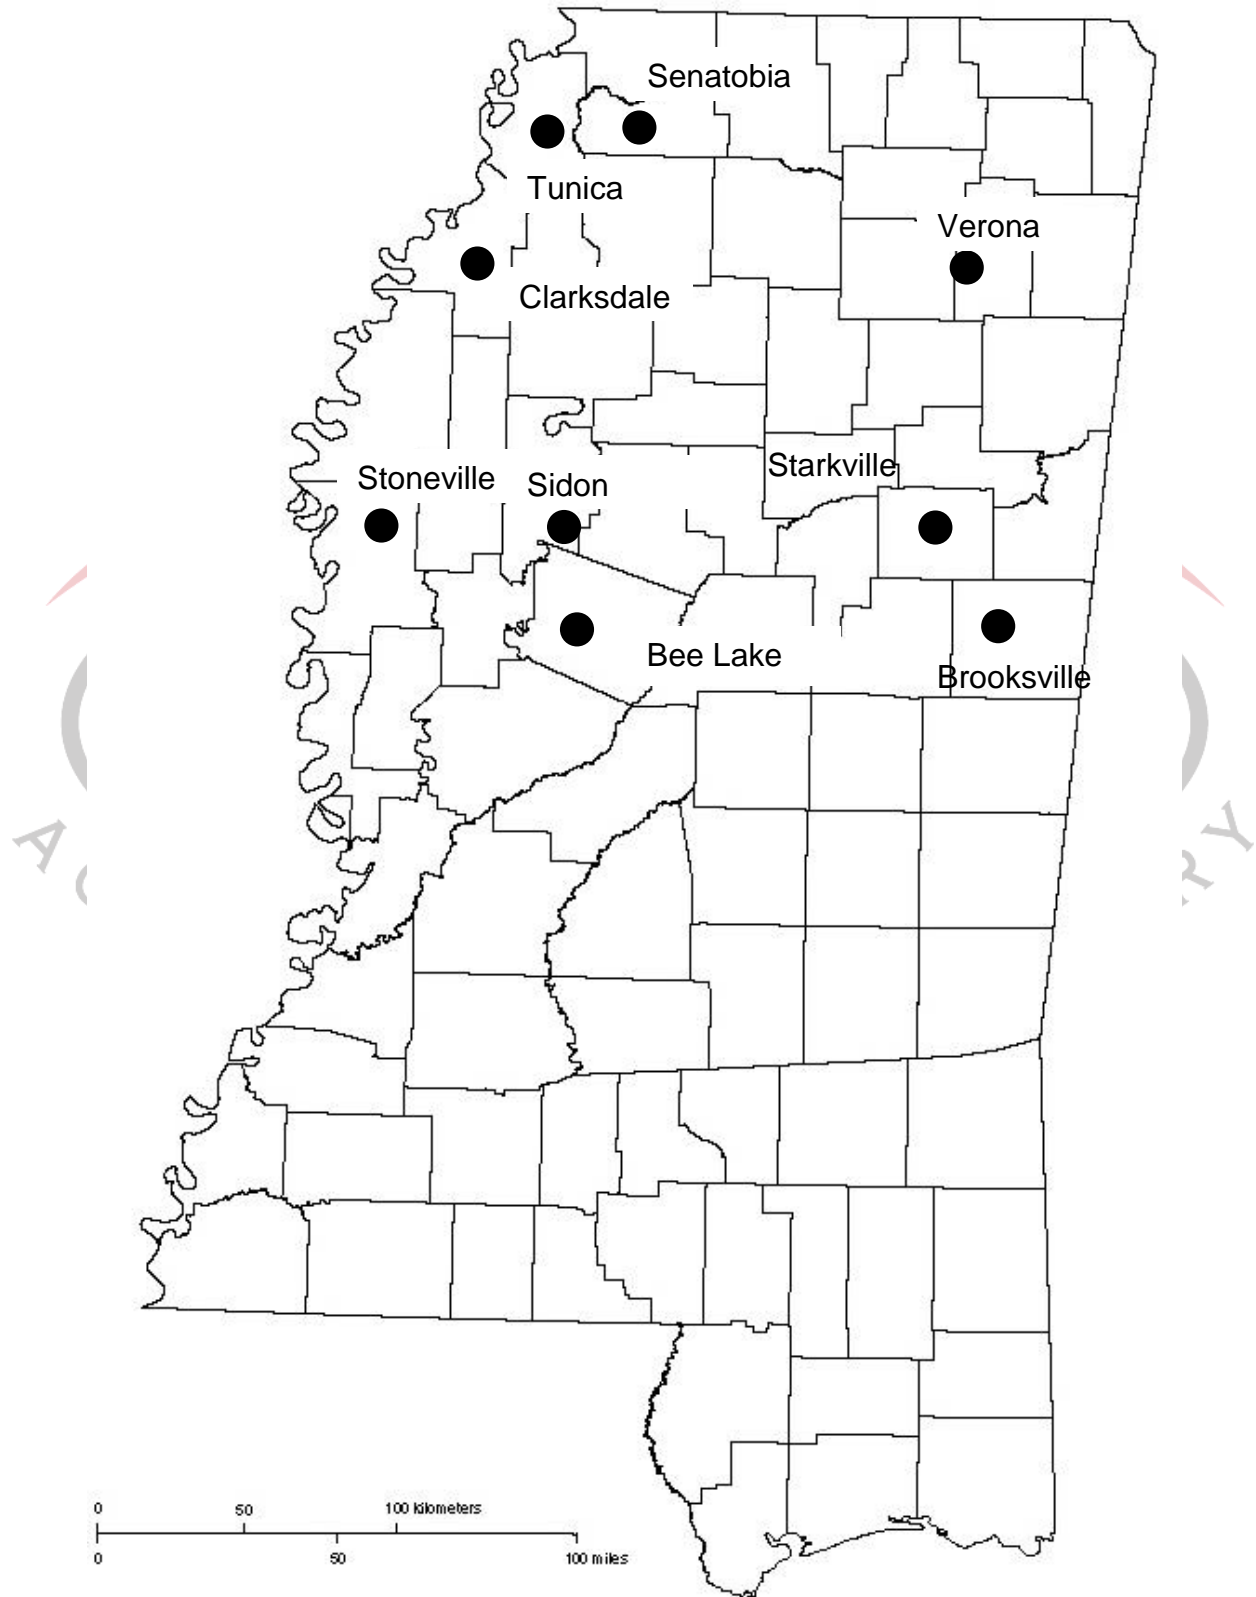 Senatobia
Tunica
Verona
Clarksdale
Stoneville
Sidon
Starkville
Bee Lake
Brooksville
A
R Y
0 50 100 kilometers
0 50 100 miles